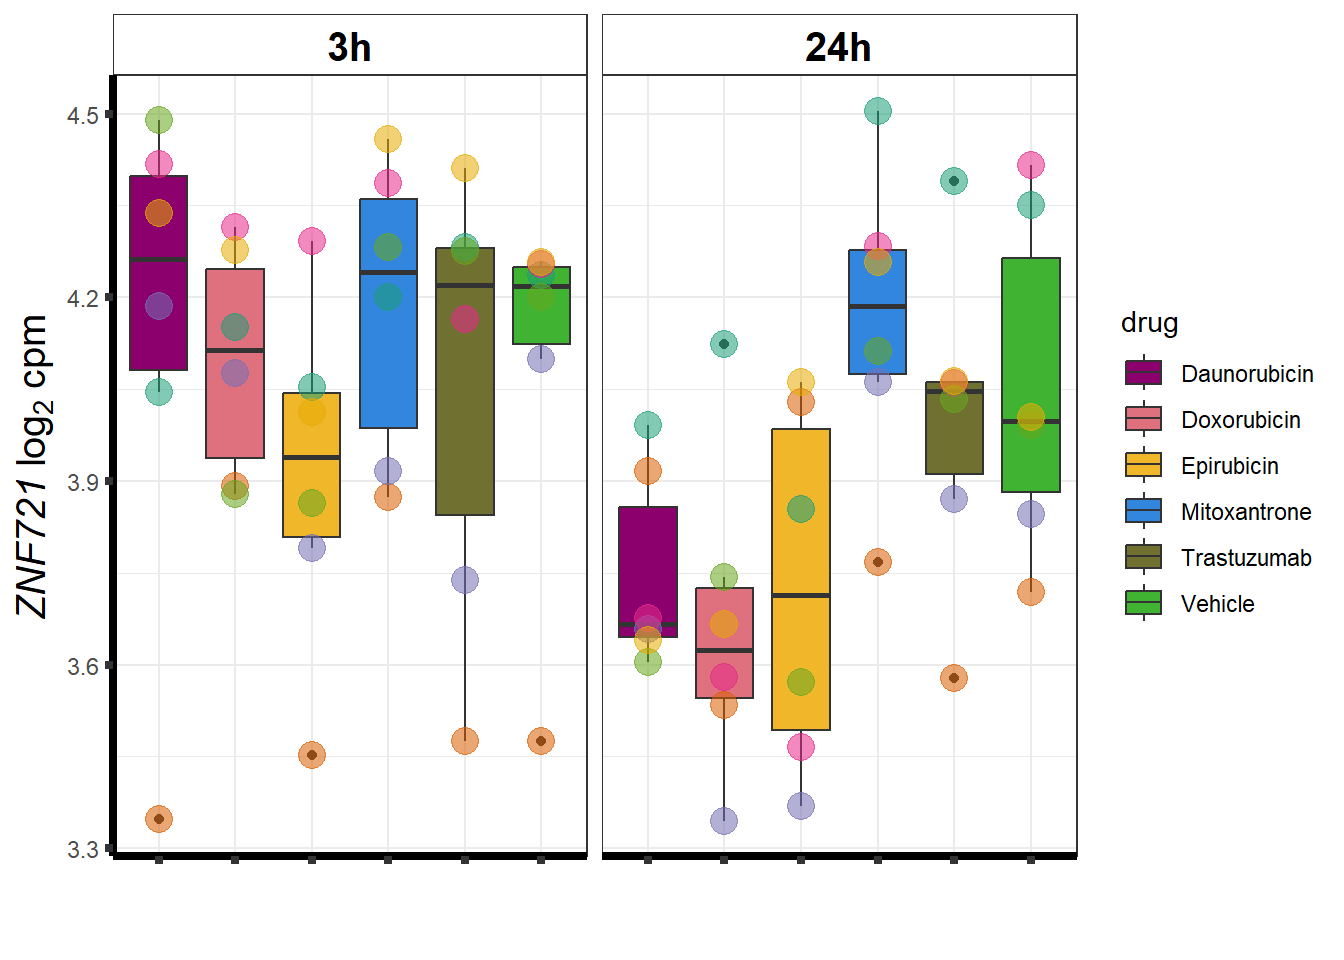 3h
24h
4.5
4.2
3.9
3.6
3.3
ZNF721 log₂ cpm
drug
Daunorubicin
Doxorubicin
Epirubicin
Mitoxantrone
Trastuzumab
Vehicle